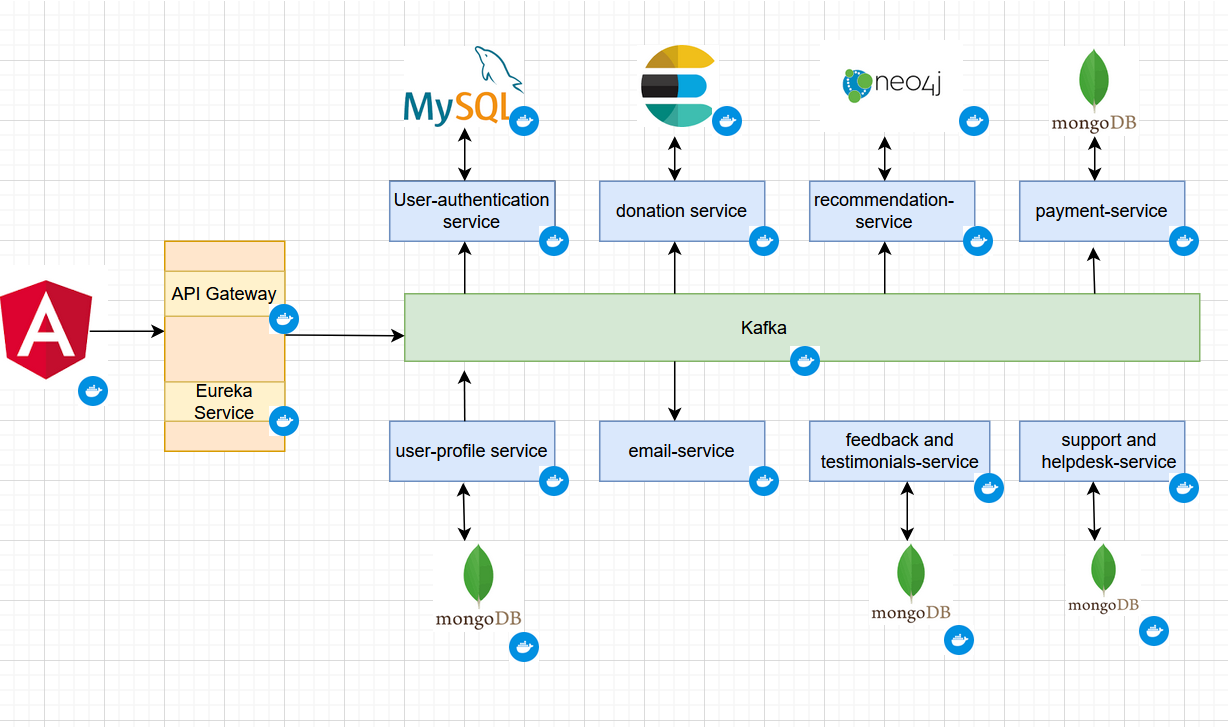 MySQL
neo4j
mongoDB
User-authentication
service
donation service
recommendation-
service
payment-service
API Gateway
Kafka
Eureka
Service
user-profile service
email-service
feedback and
testimonials-service
support and
helpdesk-service
mongoDB
mongoDB
mongoDB